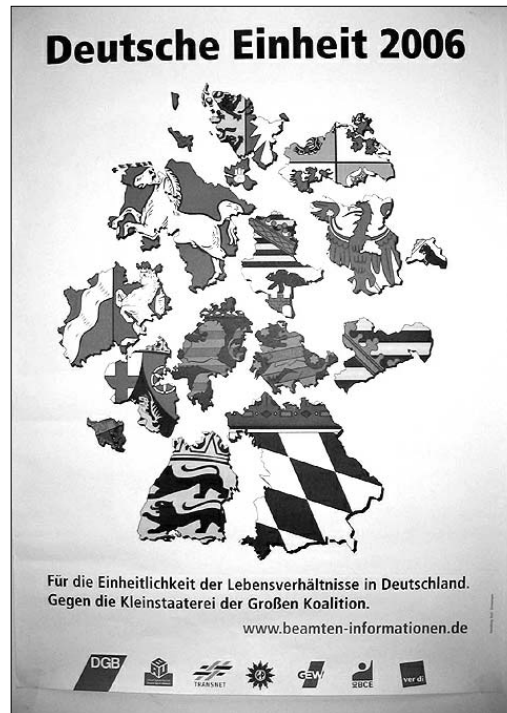 Deutsche Einheit 2006
Für die Einheitlichkeit der Lebensverhältnisse in Deutschland.
Gegen die Kleinstaaterei der Großen Koalition.
www.beamten-informationen.de
DGB
TRANSNET
GEW
IGBCE
ver.di